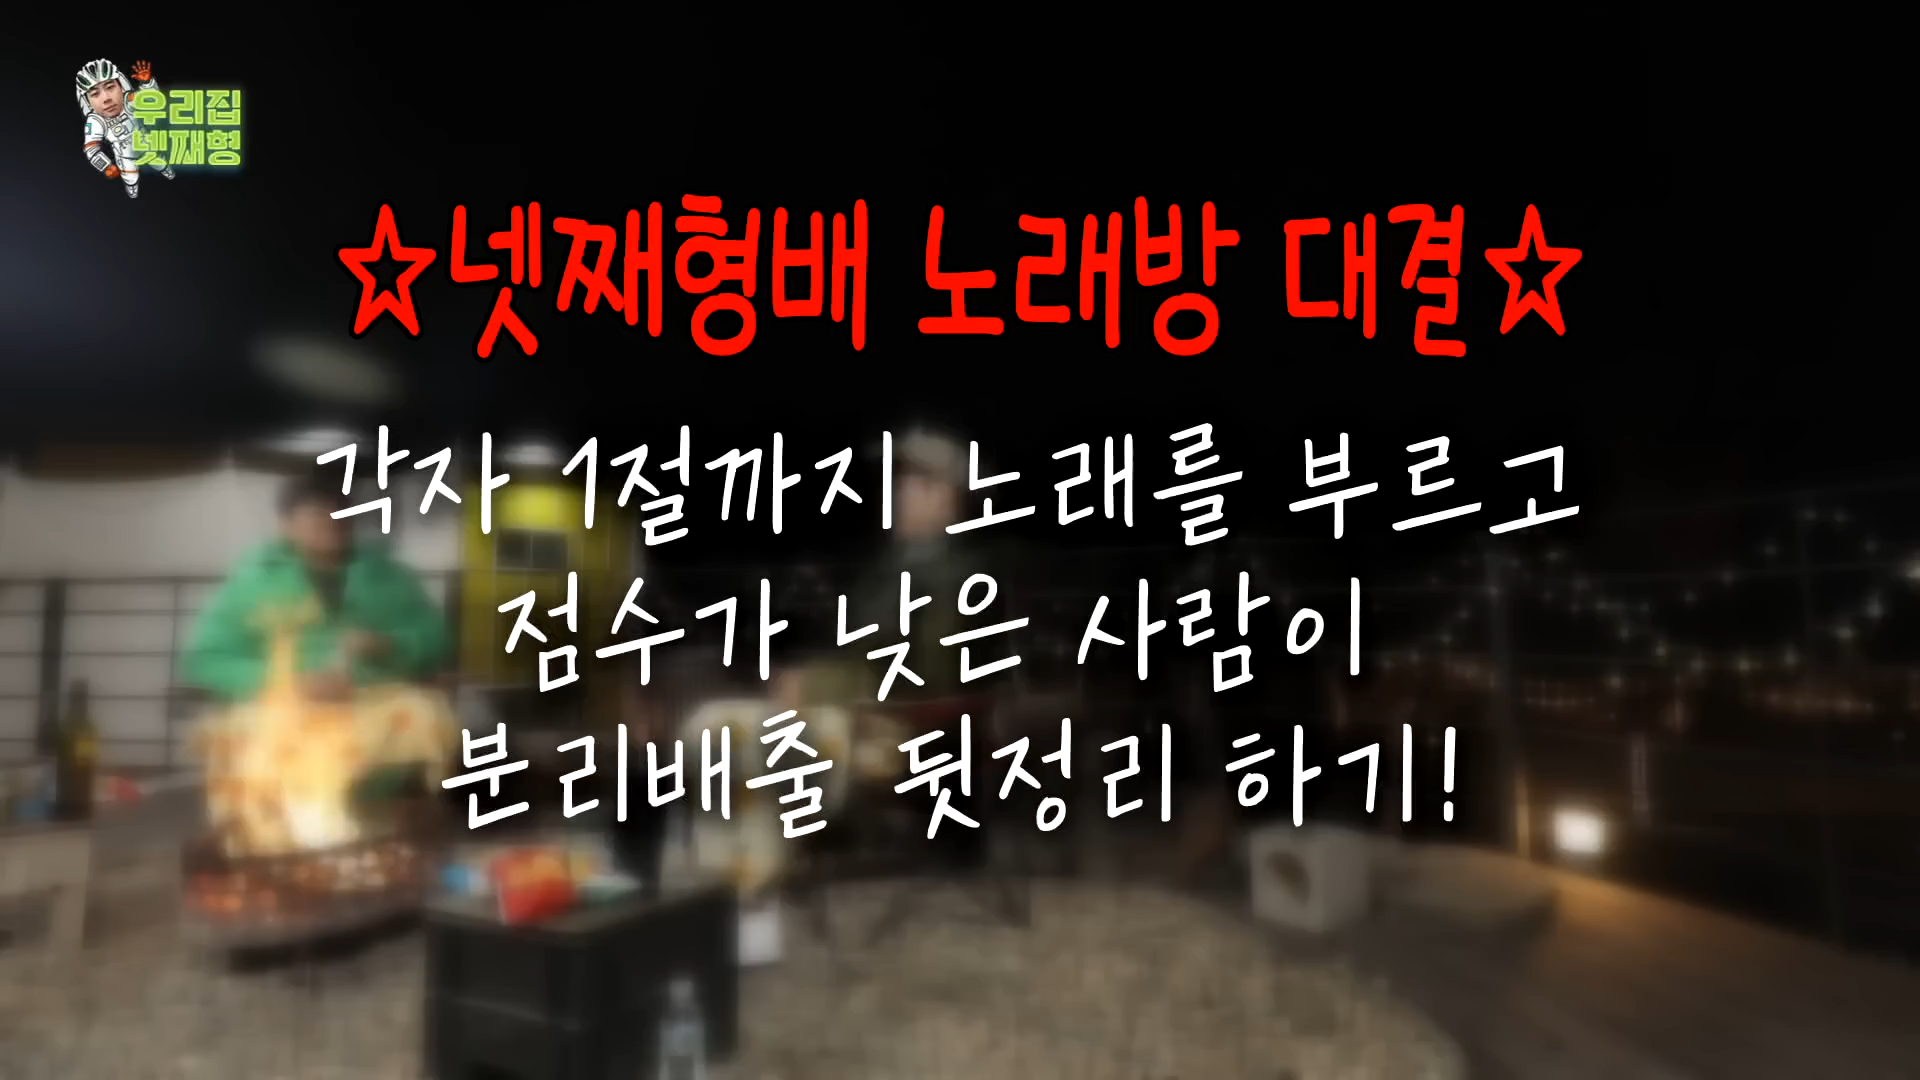 우리집
넷째형
☆넷째형배 노래방 대결☆
각자 1절까지 노래를 부르고
점수가 낮은 사람이
분리배출 뒷정리 하기!